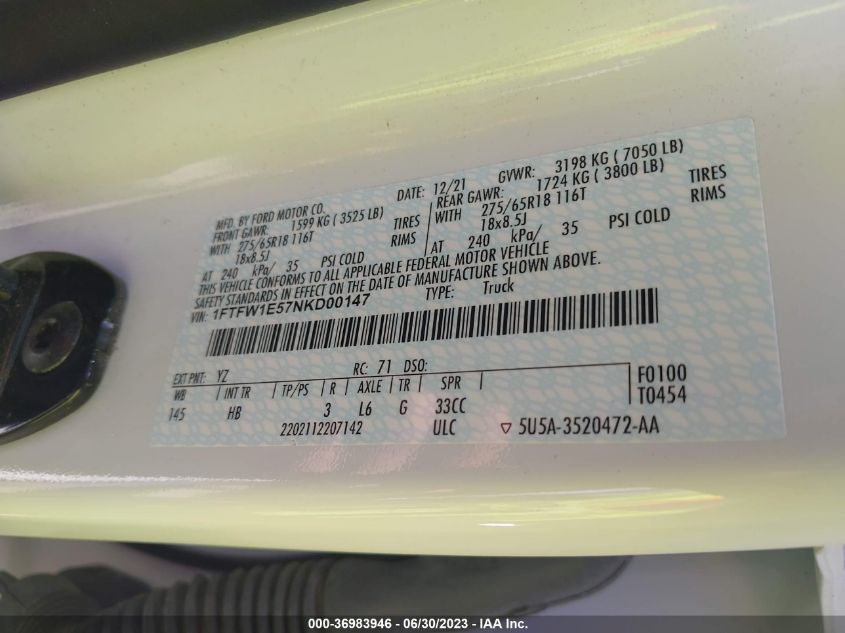 MFD. BY FORD MOTOR CO. DATE: 12/21 GVWR: 3198 KG ( 7050 LB)
FRONT GAWR: 1599 KG ( 3525 LB) REAR GAWR: 1724 KG ( 3800 LB)
WITH 275/65R18 116T TIRES WITH 275/65R18 116T TIRES
18x8.5J RIMS 18x8.5J RIMS
AT 240 kPa/ 35 PSI COLD AT 240 kPa/ 35 PSI COLD
THIS VEHICLE CONFORMS TO ALL APPLICABLE FEDERAL MOTOR VEHICLE
SAFETY STANDARDS IN EFFECT ON THE DATE OF MANUFACTURE SHOWN ABOVE.
VIN: 1FTFW1E57NKD00147 TYPE: Truck
EXT PNT: YZ RC: 71 DSO:
WB INT TR TP/PS R AXLE TR SPR F0100
145 HB 3 L6 G 33CC T0454
2202112207142 ULC 5U5A-3520472-AA
000-36983946 - 06/30/2023 - IAA Inc.